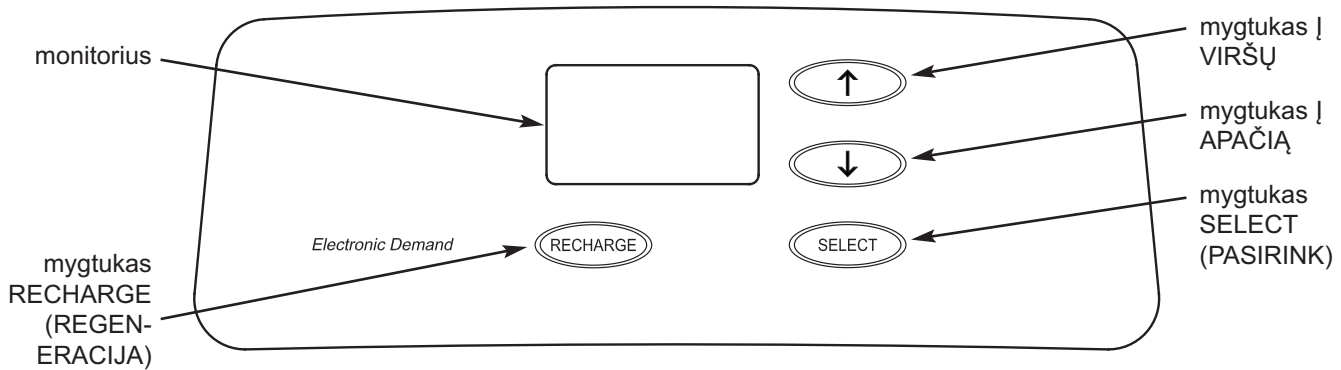 monitorius
mygtukas Į
VIRŠŲ
mygtukas Į
APAČIĄ
mygtukas
SELECT
(PASIRINK)
Electronic Demand
RECHARGE
SELECT
mygtukas
RECHARGE
(REGEN-
ERACIJA)